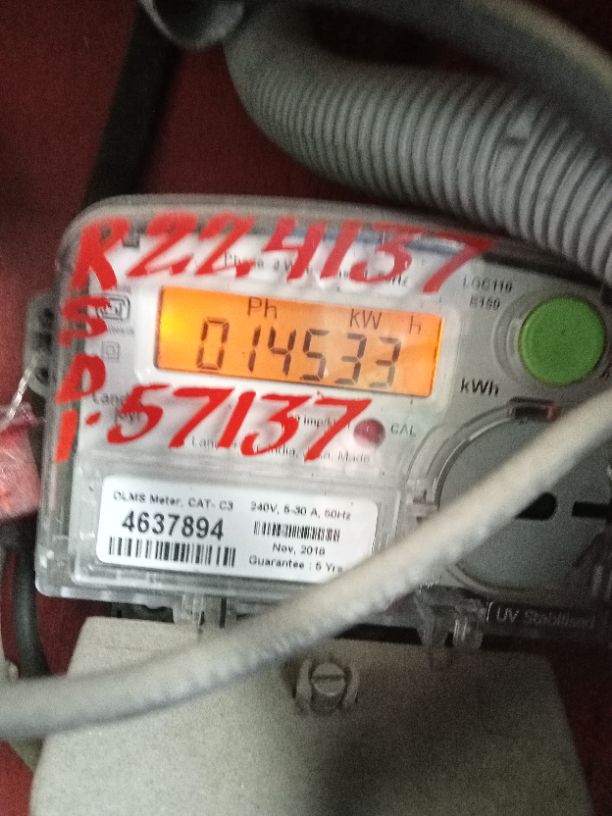 R224137
LGC110
E150
Ph kW h
014533
kWh
S
D
1.57137
CAL
DLMS Meter, CAT- C3 240V, 5-30 A, 50Hz
4637894
Nov, 2016
Guarantee : 5 Yrs
UV Stabilised